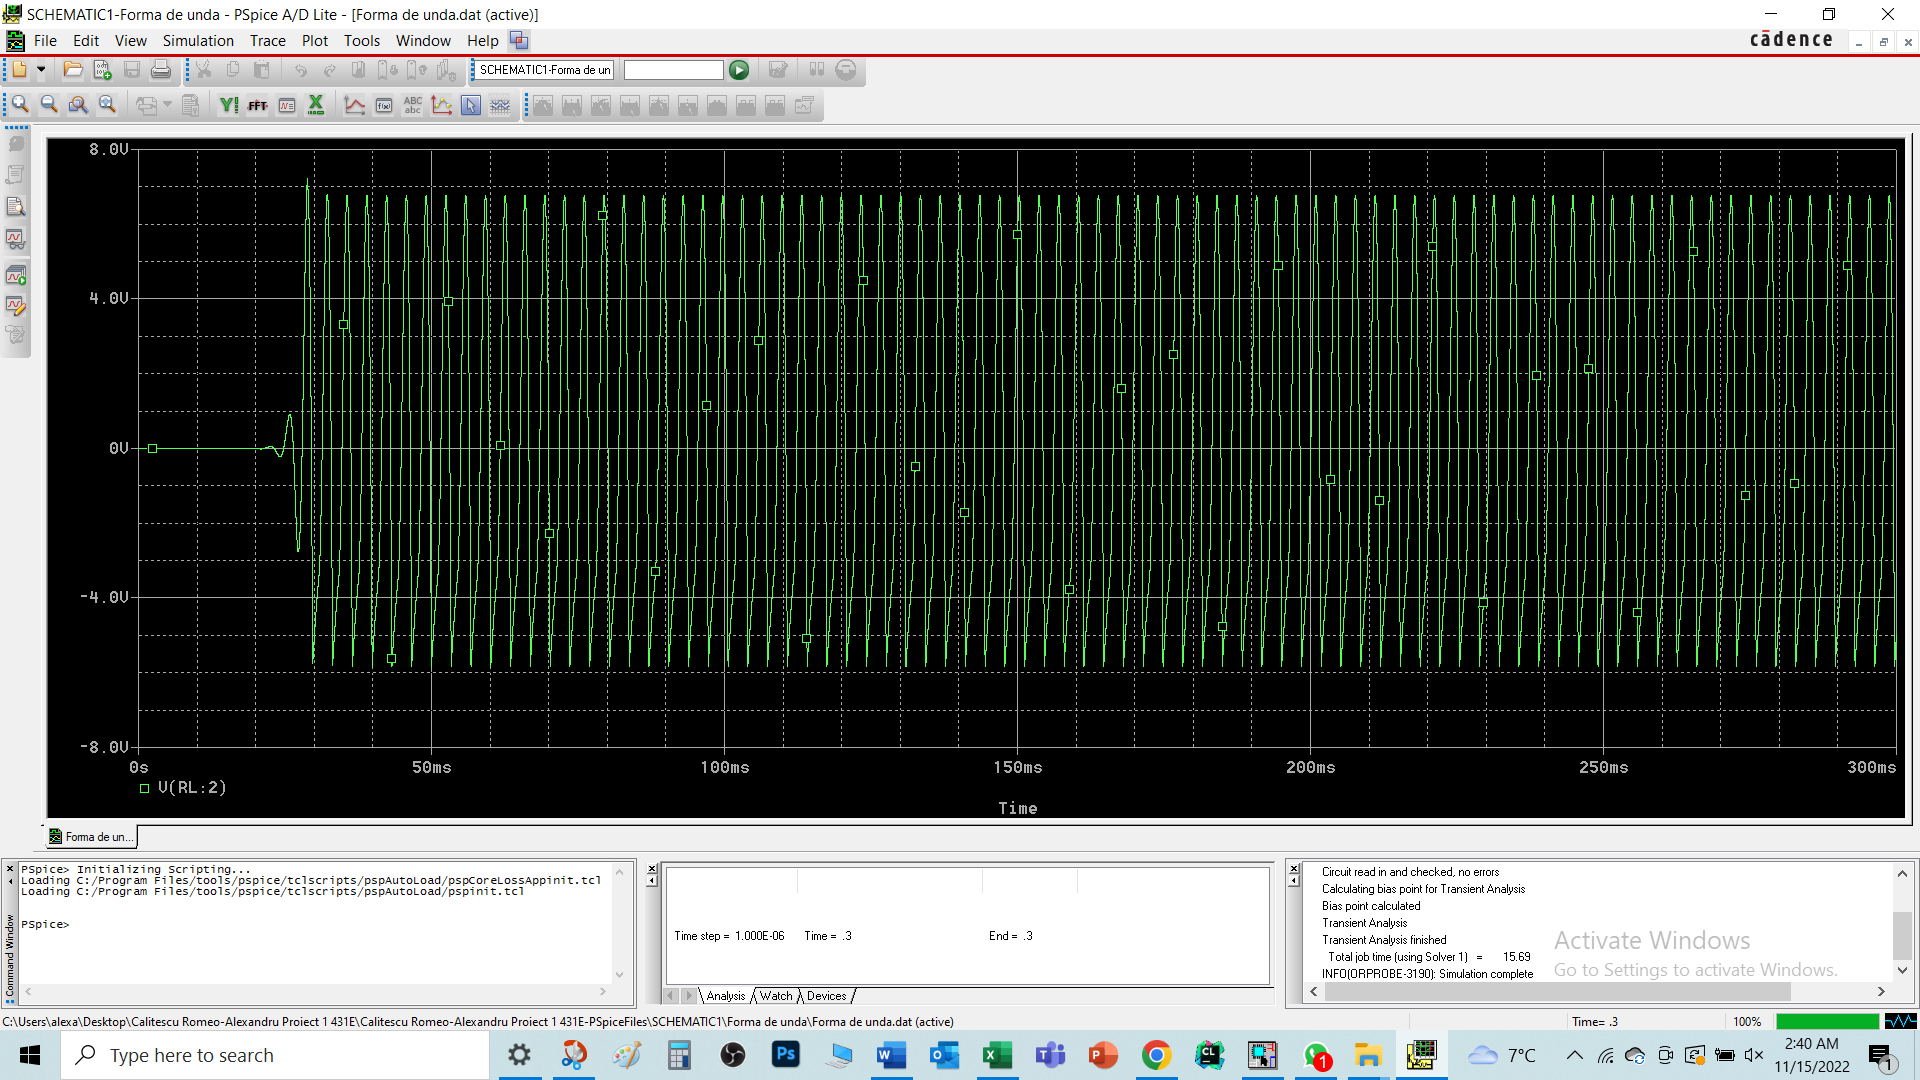 SCHEMATIC1-Forma de unda - PSpice A/D Lite - [Forma de unda.dat (active)]
File Edit View Simulation Trace Plot Tools Window Help
cādence
SCHEMATIC1-Forma de un
FFT
ABC
abc
8.0V
4.0V
0V
-4.0V
-8.0V
0s 50ms 100ms 150ms 200ms 250ms 300ms
V(RL:2)
Time
Forma de un...
Command Window
PSpice> Initializing Scripting...
Loading C:/Program Files/tools/pspice/tclscripts/pspAutoLoad/pspCoreLossAppinit.tcl
Loading C:/Program Files/tools/pspice/tclscripts/pspAutoLoad/pspinit.tcl
PSpice>
Time step = 1.000E-06 Time = .3 End = .3
Analysis Watch Devices
Circuit read in and checked, no errors
Calculating bias point for Transient Analysis
Bias point calculated
Transient Analysis
Transient Analysis finished
Total job time (using Solver 1) = 15.69
INFO(ORPROBE-3190): Simulation complete
Activate Windows
Go to Settings to activate Windows.
C:\Users\alexa\Desktop\Calitescu Romeo-Alexandru Proiect 1 431E\Calitescu Romeo-Alexandru Proiect 1 431E-PSpiceFiles\SCHEMATIC1\Forma de unda\Forma de unda.dat (active)
Time= .3 100%
Type here to search
Ps
CL
1
7°C
2:40 AM
11/15/2022
1